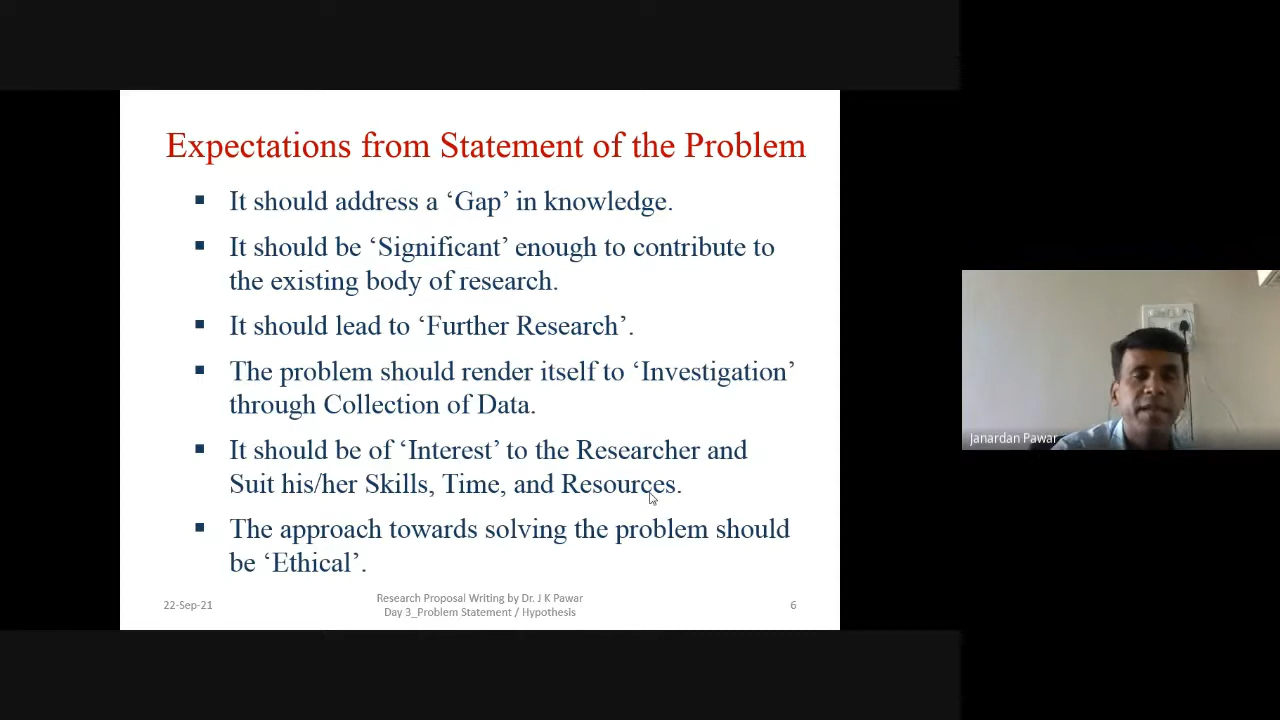 Expectations from Statement of the Problem
▪ It should address a ‘Gap’ in knowledge.
▪ It should be ‘Significant’ enough to contribute to
the existing body of research.
▪ It should lead to ‘Further Research’.
▪ The problem should render itself to ‘Investigation’
through Collection of Data.
▪ It should be of ‘Interest’ to the Researcher and
Suit his/her Skills, Time, and Resources.
▪ The approach towards solving the problem should
be ‘Ethical’.
22-Sep-21
Research Proposal Writing by Dr. J K Pawar
Day 3_Problem Statement / Hypothesis
6
Janardan Pawar